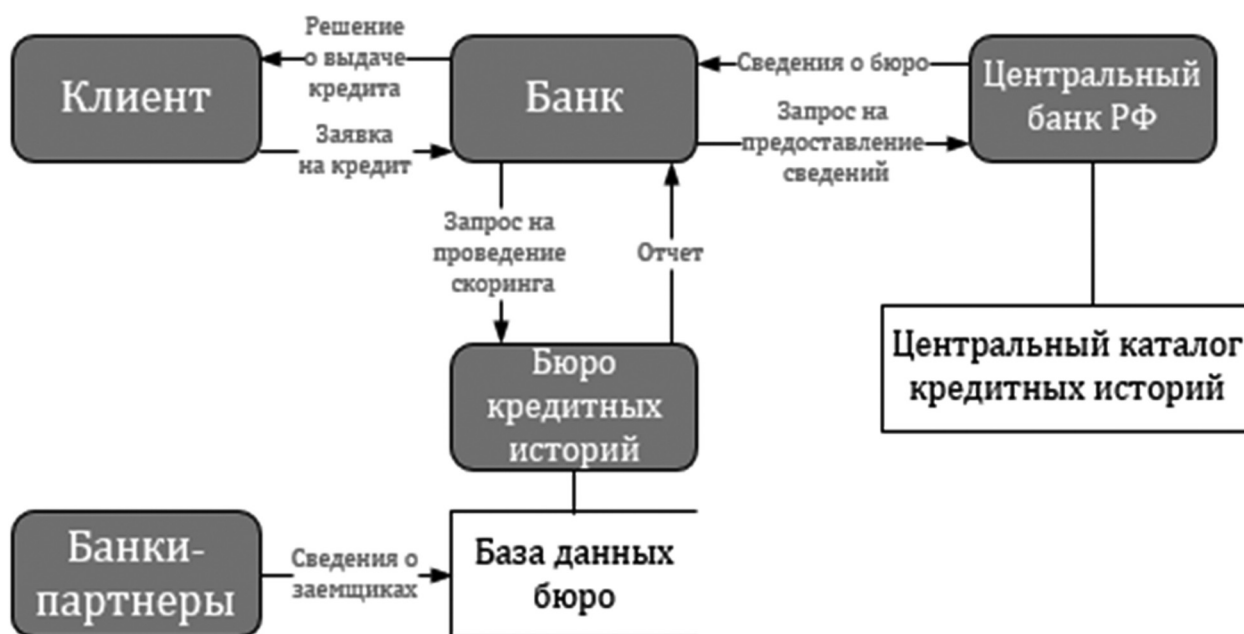 Клиент
Решение
о выдаче
кредита
Заявка
на кредит
Банк
Сведения о бюро
Запрос на
предоставление
сведений
Центральный
банк РФ
Запрос на
проведение
скоринга
Отчет
Центральный каталог
кредитных историй
Бюро
кредитных
историй
Банки-
партнеры
Сведения о
заемщиках
База данных
бюро